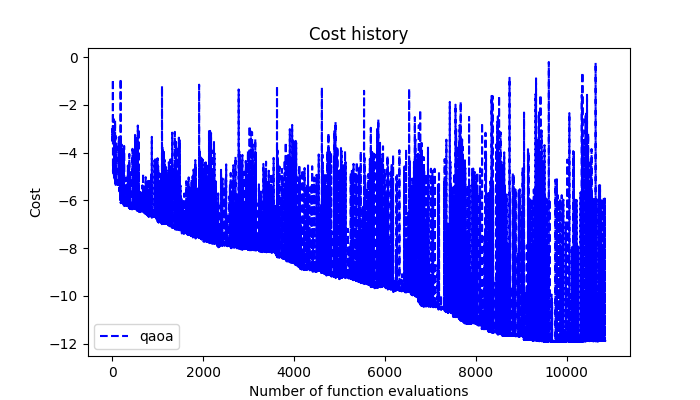 Cost history
0
−2
−4
−6
−8
−10
−12
Cost
qaoa
0 2000 4000 6000 8000 10000
Number of function evaluations